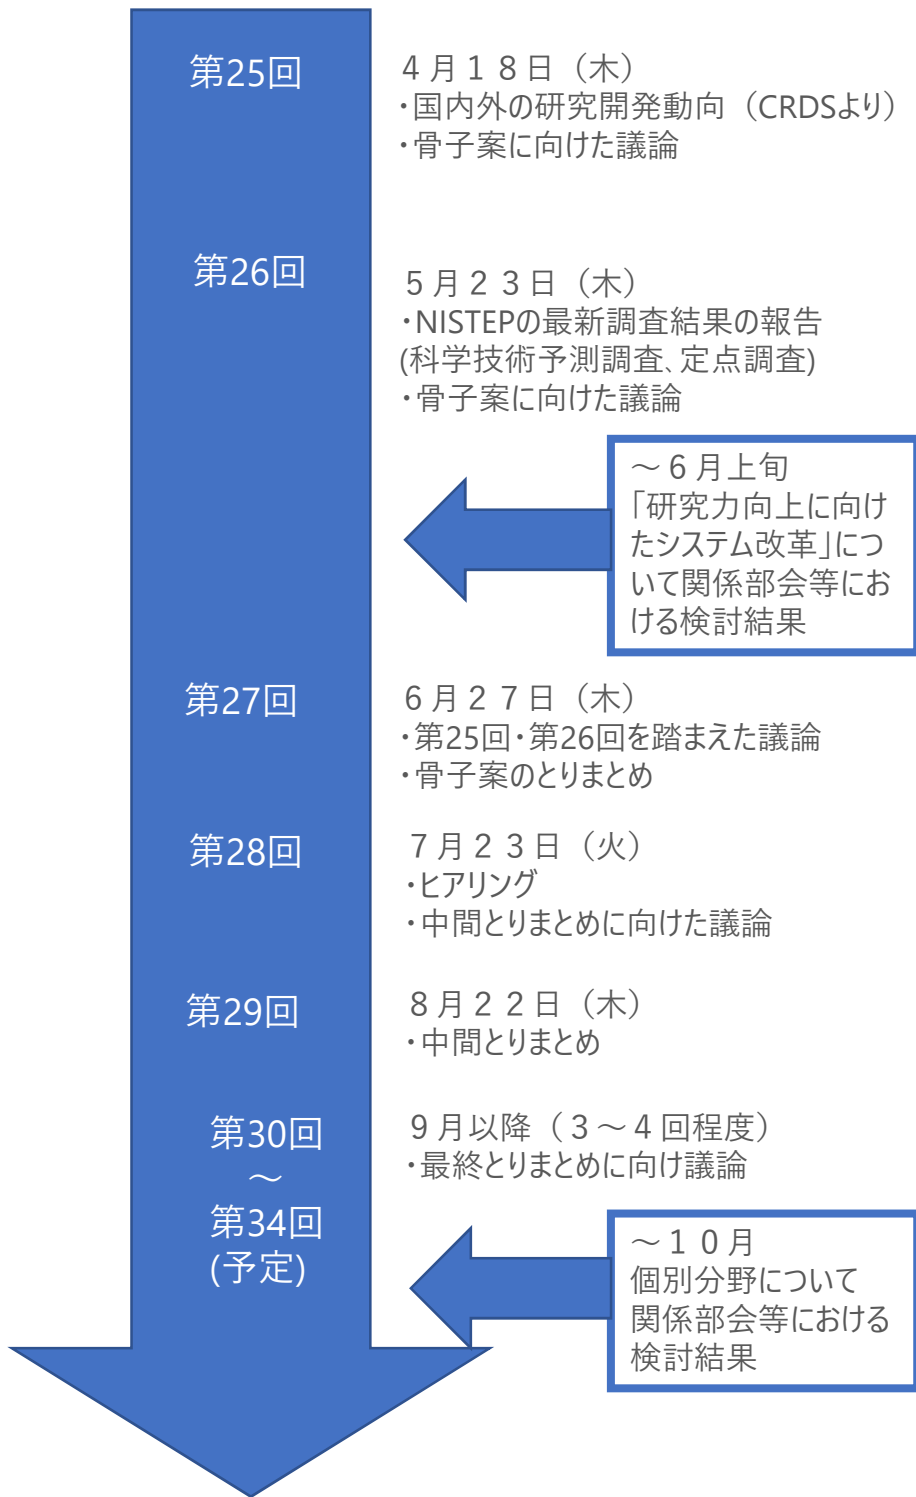 第25回
４月１８日（木）
・国内外の研究開発動向（CRDSより）
・骨子案に向けた議論
第26回
５月２３日（木）
・NISTEPの最新調査結果の報告
(科学技術予測調査、定点調査)
・骨子案に向けた議論
～６月上旬
「研究力向上に向け
たシステム改革」につ
いて関係部会等にお
ける検討結果
第27回
６月２７日（木）
・第25回・第26回を踏まえた議論
・骨子案のとりまとめ
第28回
７月２３日（火）
・ヒアリング
・中間とりまとめに向けた議論
第29回
８月２２日（木）
・中間とりまとめ
第30回
～
第34回
(予定)
９月以降（３～４回程度）
・最終とりまとめに向け議論
～１０月
個別分野について
関係部会等における
検討結果